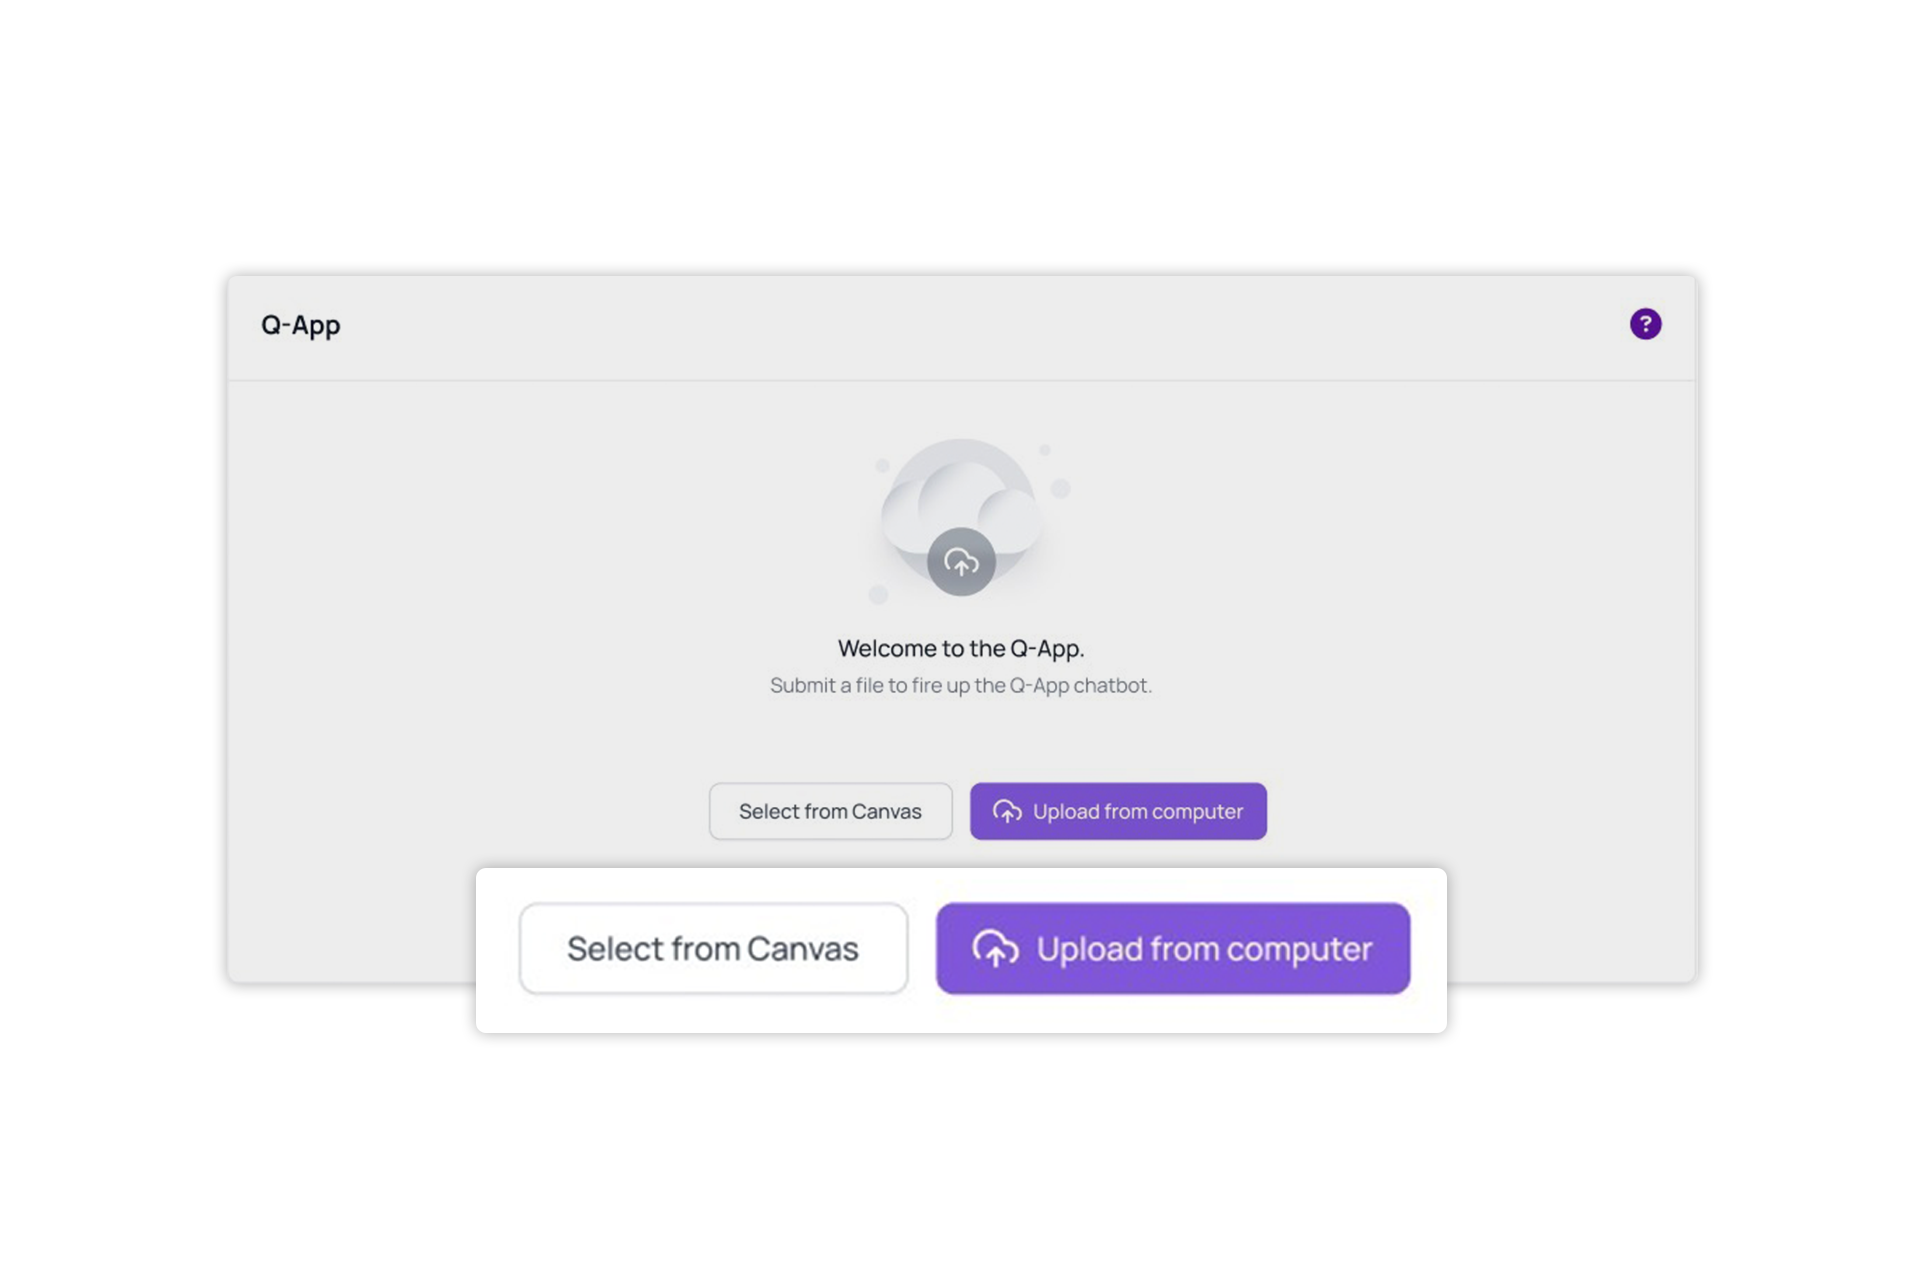 Q-App
?
Welcome to the Q-App.
Submit a file to fire up the Q-App chatbot.
Select from Canvas
Upload from computer
Select from Canvas
Upload from computer